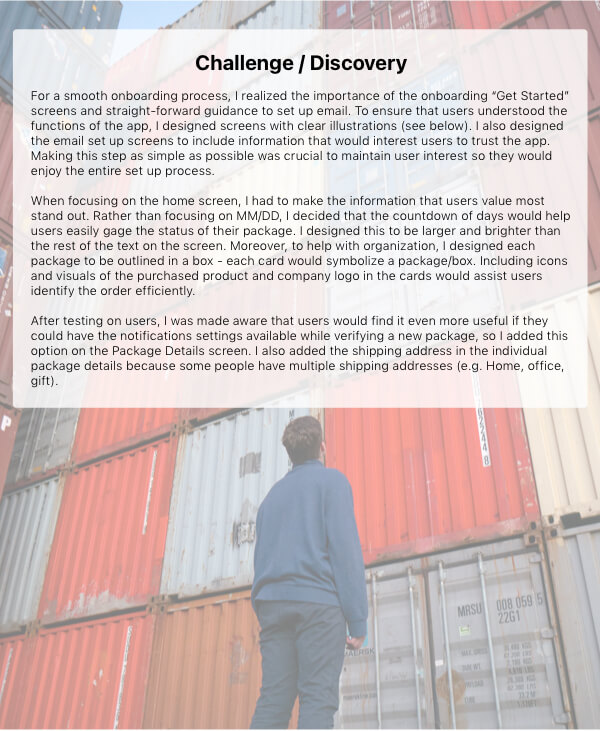 Challenge / Discovery
For a smooth onboarding process, I realized the importance of the onboarding “Get Started”
screens and straight-forward guidance to set up email. To ensure that users understood the
functions of the app, I designed screens with clear illustrations (see below). I also designed
the email set up screens to include information that would interest users to trust the app.
Making this step as simple as possible was crucial to maintain user interest so they would
enjoy the entire set up process.
When focusing on the home screen, I had to make the information that users value most
stand out. Rather than focusing on MM/DD, I decided that the countdown of days would help
users easily gage the status of their package. I designed this to be larger and brighter than
the rest of the text on the screen. Moreover, to help with organization, I designed each
package to be outlined in a box - each card would symbolize a package/box. Including icons
and visuals of the purchased product and company logo in the cards would assist users
identify the order efficiently.
After testing on users, I was made aware that users would find it even more useful if they
could have the notifications settings available while verifying a new package, so I added this
option on the Package Details screen. I also added the shipping address in the individual
package details because some people have multiple shipping addresses (e.g. Home, office,
gift).
MRSU 008 059 5
22G1
MAERSK